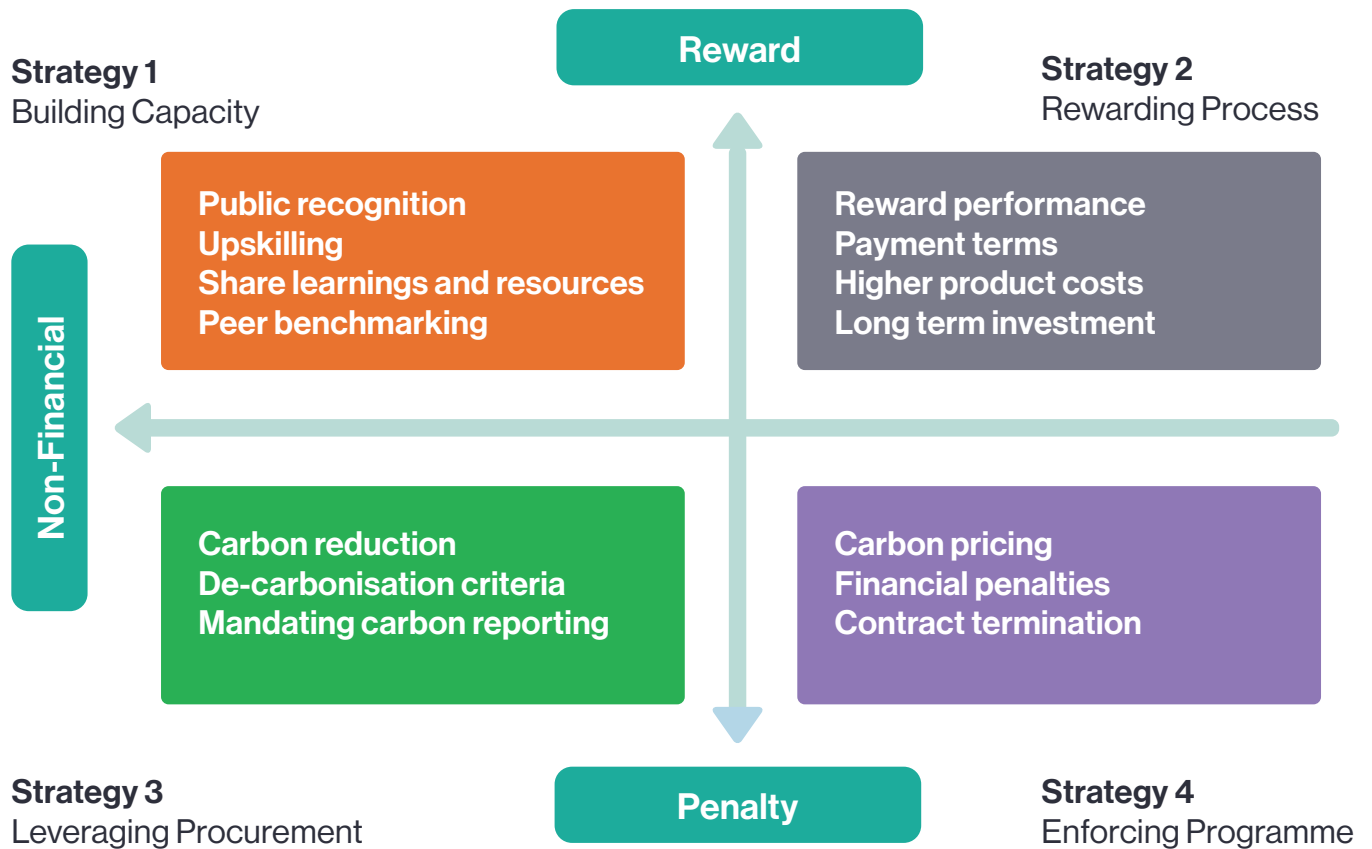 Reward
Strategy 1
Building Capacity
Strategy 2
Rewarding Process
Public recognition
Upskilling
Share learnings and resources
Peer benchmarking
Reward performance
Payment terms
Higher product costs
Long term investment
Non-Financial
Carbon reduction
De-carbonisation criteria
Mandating carbon reporting
Carbon pricing
Financial penalties
Contract termination
Strategy 3
Leveraging Procurement
Penalty
Strategy 4
Enforcing Programme